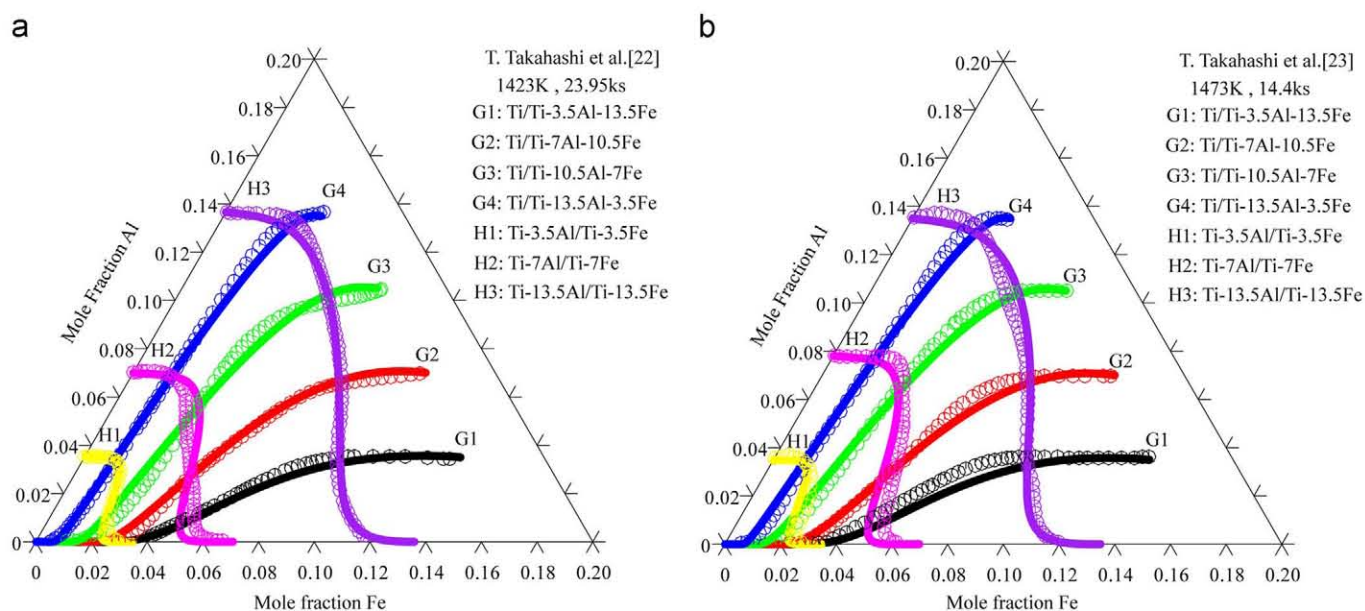 a
T. Takahashi et al.[22]
1423K , 23.95ks
G1: Ti/Ti-3.5Al-13.5Fe
G2: Ti/Ti-7Al-10.5Fe
G3: Ti/Ti-10.5Al-7Fe
G4: Ti/Ti-13.5Al-3.5Fe
H1: Ti-3.5Al/Ti-3.5Fe
H2: Ti-7Al/Ti-7Fe
H3: Ti-13.5Al/Ti-13.5Fe
0.20
0.18
0.16
0.14
0.12
0.10
0.08
0.06
0.04
0.02
0
Mole Fraction Al
H3
G4
G3
H2
G2
H1
G1
0 0.02 0.04 0.06 0.08 0.10 0.12 0.14 0.16 0.18 0.20
Mole fraction Fe
b
T. Takahashi et al.[23]
1473K , 14.4ks
G1: Ti/Ti-3.5Al-13.5Fe
G2: Ti/Ti-7Al-10.5Fe
G3: Ti/Ti-10.5Al-7Fe
G4: Ti/Ti-13.5Al-3.5Fe
H1: Ti-3.5Al/Ti-3.5Fe
H2: Ti-7Al/Ti-7Fe
H3: Ti-13.5Al/Ti-13.5Fe
0.20
0.18
0.16
0.14
0.12
0.10
0.08
0.06
0.04
0.02
0
Mole Fraction Al
H3
G4
G3
H2
G2
H1
G1
0 0.02 0.04 0.06 0.08 0.10 0.12 0.14 0.16 0.18 0.20
Mole fraction Fe